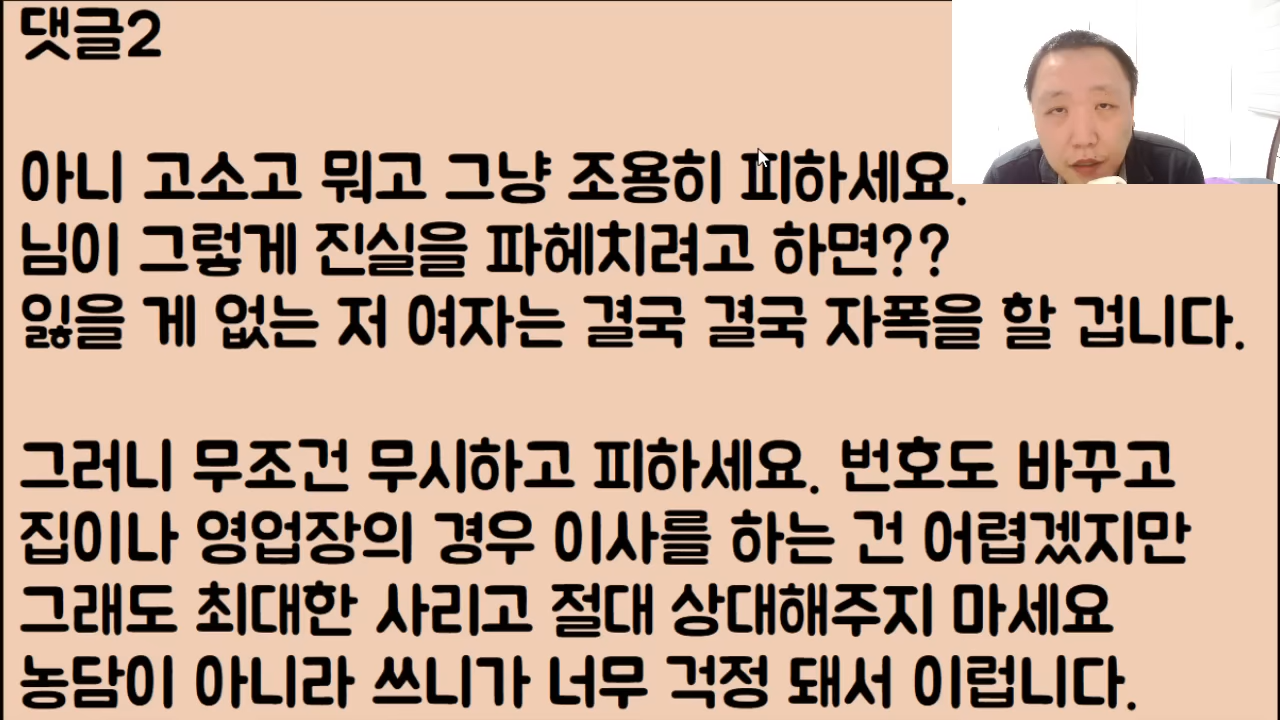 댓글2
아니 고소고 뭐고 그냥 조용히 피하세요.
님이 그렇게 진실을 파헤치려고 하면??
잃을 게 없는 저 여자는 결국 결국 자폭을 할 겁니다.
그러니 무조건 무시하고 피하세요. 번호도 바꾸고
집이나 영업장의 경우 이사를 하는 건 어렵겠지만
그래도 최대한 사리고 절대 상대해주지 마세요
농담이 아니라 쓰니가 너무 걱정 돼서 이럽니다.